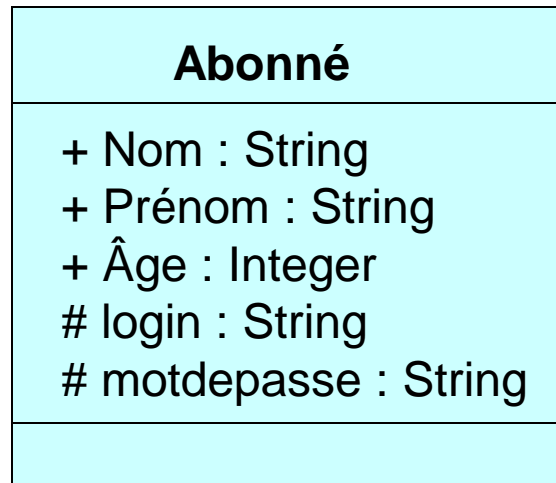 Abonné
+ Nom : String
+ Prénom : String
+ Âge : Integer
# login : String
# motdepasse : String